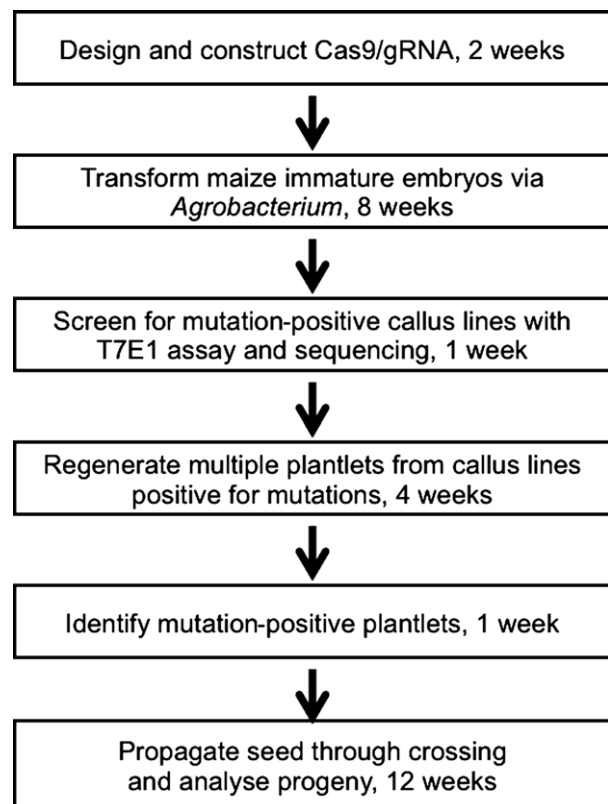 Design and construct Cas9/gRNA, 2 weeks
Transform maize immature embryos via
Agrobacterium, 8 weeks
Screen for mutation-positive callus lines with
T7E1 assay and sequencing, 1 week
Regenerate multiple plantlets from callus lines
positive for mutations, 4 weeks
Identify mutation-positive plantlets, 1 week
Propagate seed through crossing
and analyse progeny, 12 weeks